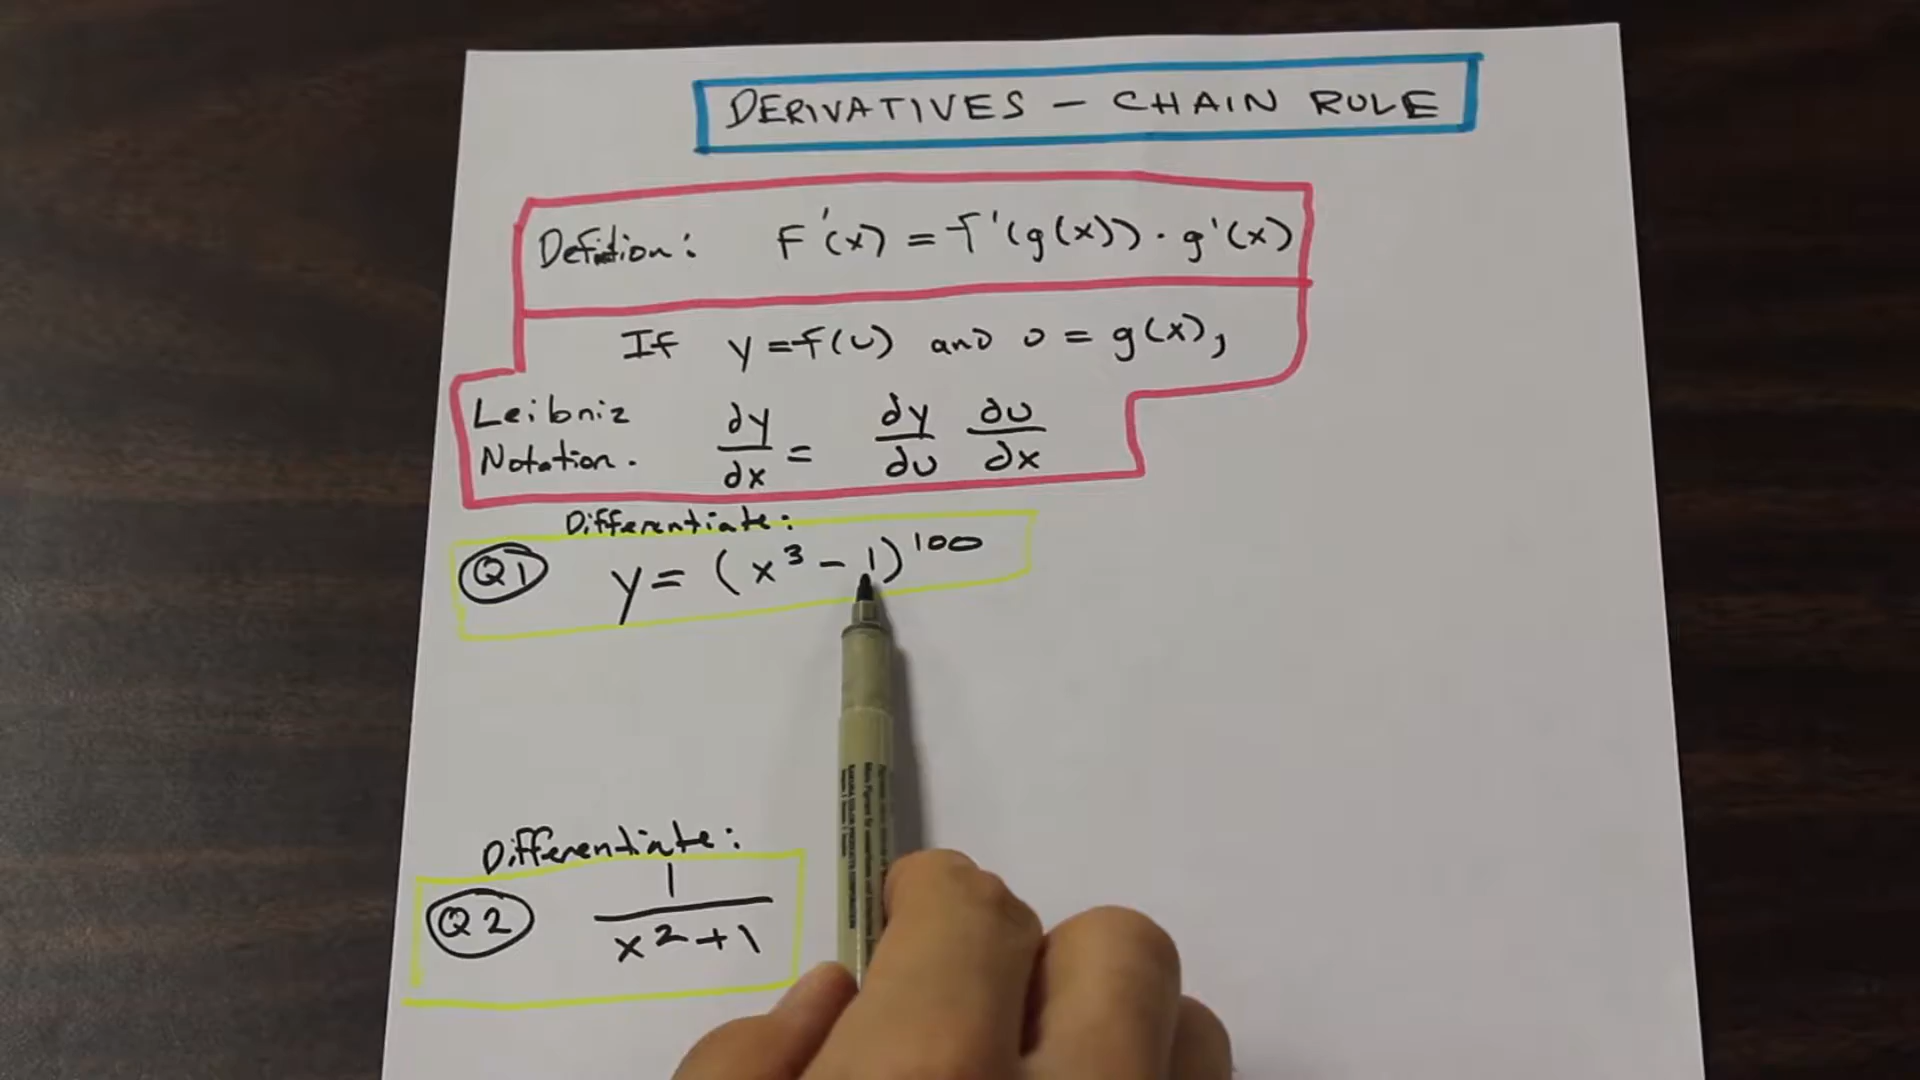 DERIVATIVES - CHAIN RULE
Defintion: F'(x) = f'(g(x)) · g'(x)
If y = f(u) and u = g(x),
Leibniz Notation. dy/dx = dy/du du/dx
Differentiate:
Q1 y = (x³ - 1)¹⁰⁰
Differentiate:
Q2 1/(x² + 1)